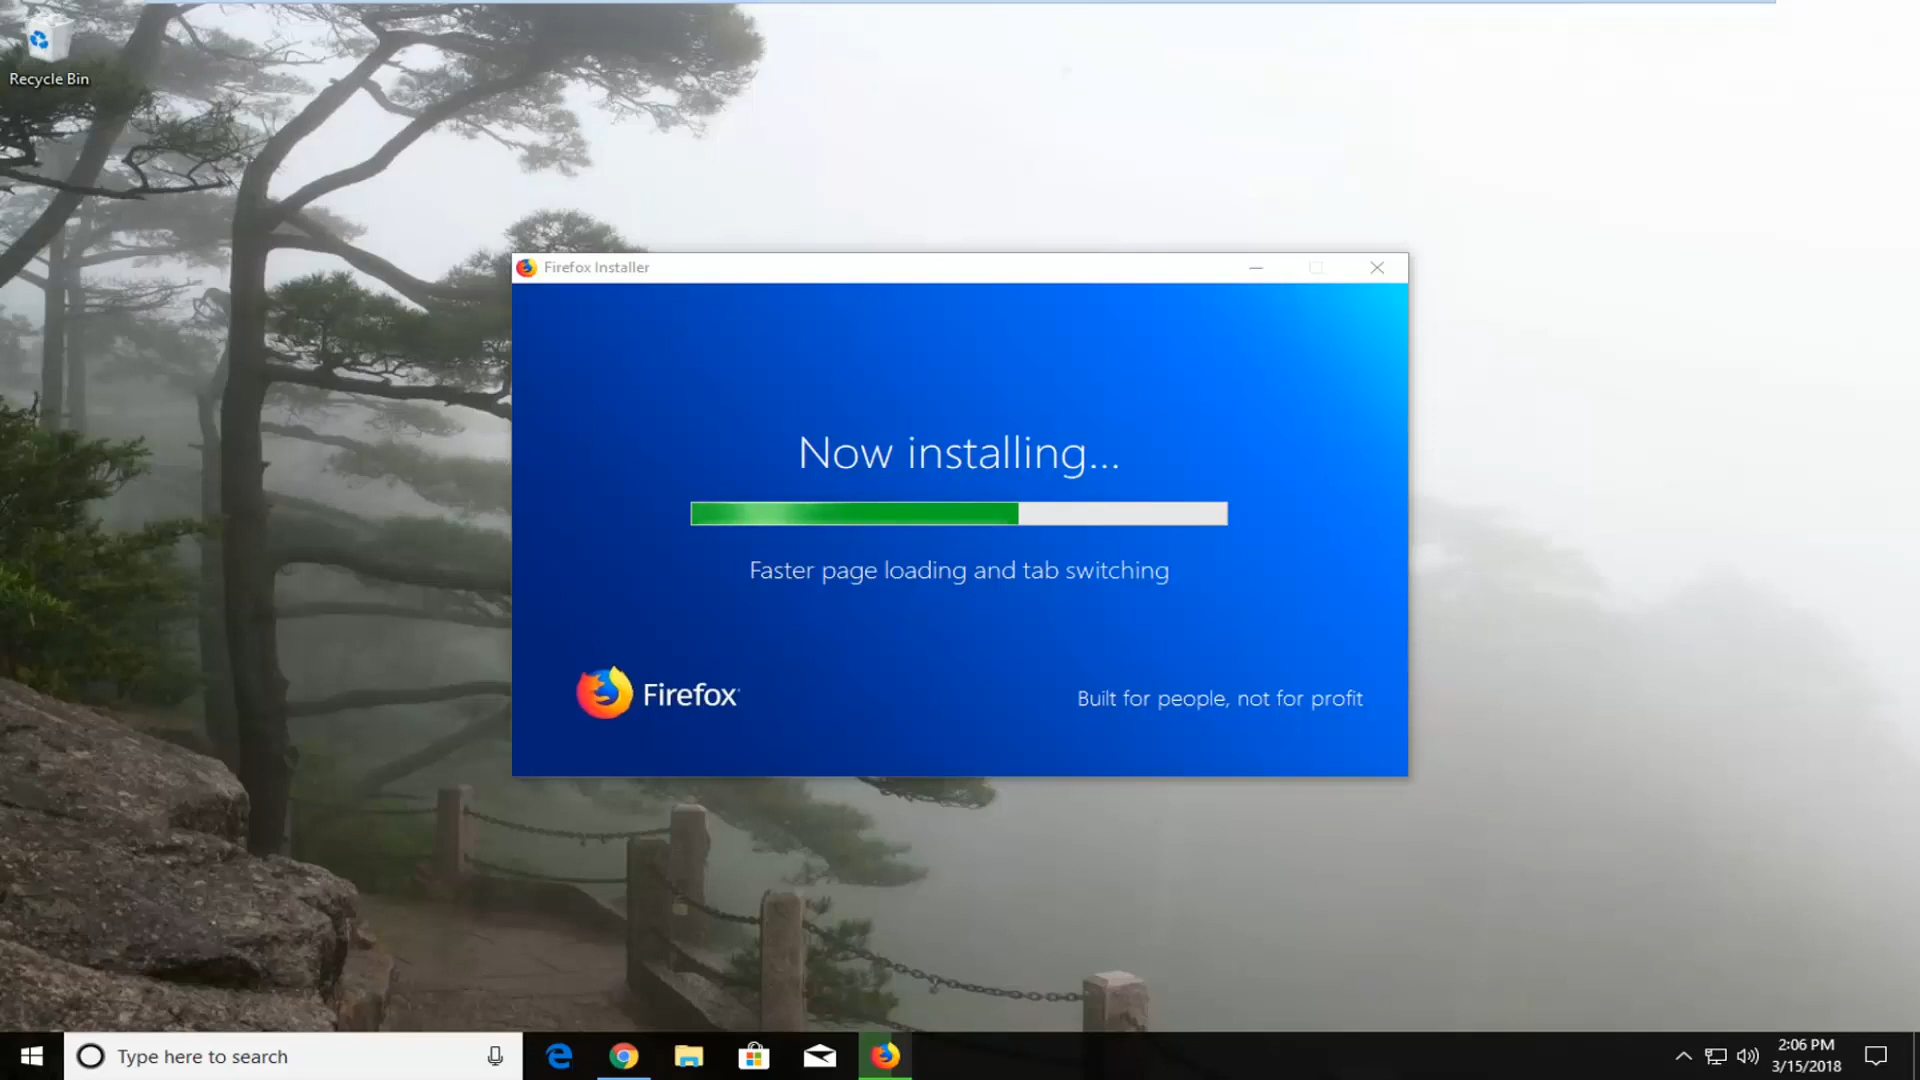 Recycle Bin
Firefox Installer
Now installing...
Faster page loading and tab switching
Firefox
Built for people, not for profit
Type here to search
2:06 PM
3/15/2018